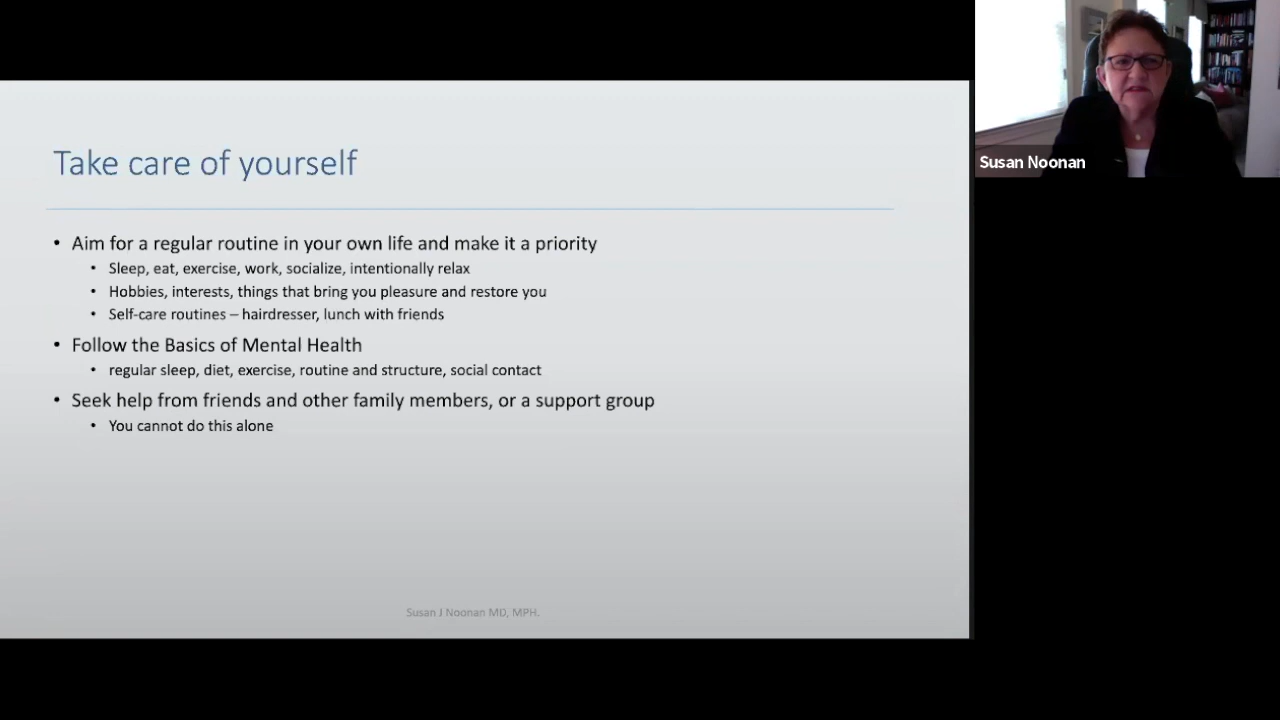 Take care of yourself
• Aim for a regular routine in your own life and make it a priority
• Sleep, eat, exercise, work, socialize, intentionally relax
• Hobbies, interests, things that bring you pleasure and restore you
• Self-care routines – hairdresser, lunch with friends
• Follow the Basics of Mental Health
• regular sleep, diet, exercise, routine and structure, social contact
• Seek help from friends and other family members, or a support group
• You cannot do this alone
Susan J Noonan MD, MPH.
Susan Noonan